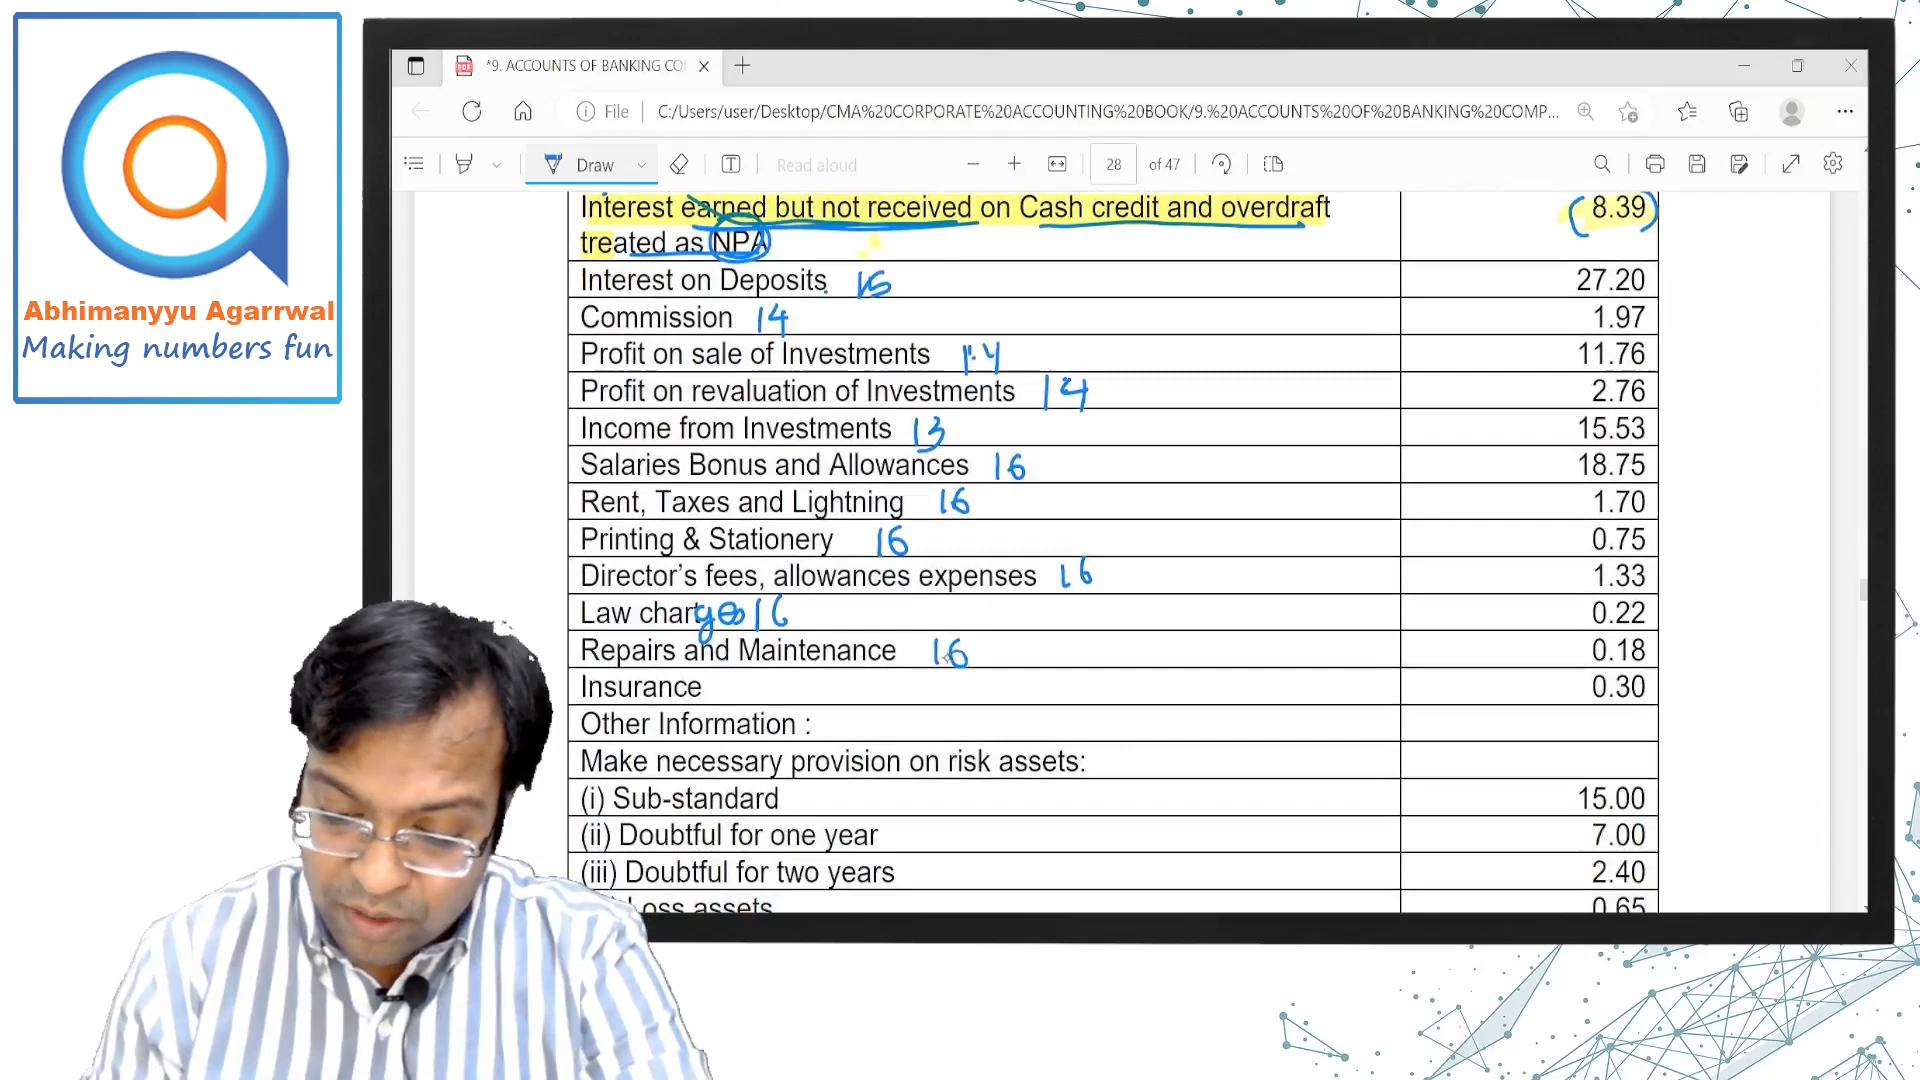 Abhimanyyu Agarrwal
Making numbers fun
*9. ACCOUNTS OF BANKING CO
File C:/Users/user/Desktop/CMA%20CORPORATE%20ACCOUNTING%20BOOK/9.%20ACCOUNTS%20OF%20BANKING%20COMP...
Draw Read aloud 28 of 47
Interest earned but not received on Cash credit and overdraft 8.39
treated as NPA
Interest on Deposits 15 27.20
Commission 14 1.97
Profit on sale of Investments 14 11.76
Profit on revaluation of Investments 14 2.76
Income from Investments 13 15.53
Salaries Bonus and Allowances 16 18.75
Rent, Taxes and Lightning 16 1.70
Printing & Stationery 16 0.75
Director's fees, allowances expenses 16 1.33
Law charges 16 0.22
Repairs and Maintenance 16 0.18
Insurance 0.30
Other Information :
Make necessary provision on risk assets:
(i) Sub-standard 15.00
(ii) Doubtful for one year 7.00
(iii) Doubtful for two years 2.40
Loss assets 0.65